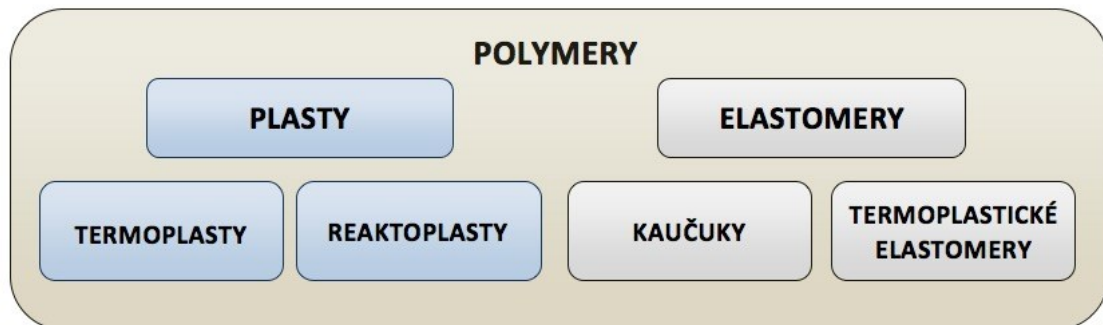 POLYMERY
PLASTY
ELASTOMERY
TERMOPLASTY
REAKTOPLASTY
KAUČUKY
TERMOPLASTICKÉ
ELASTOMERY